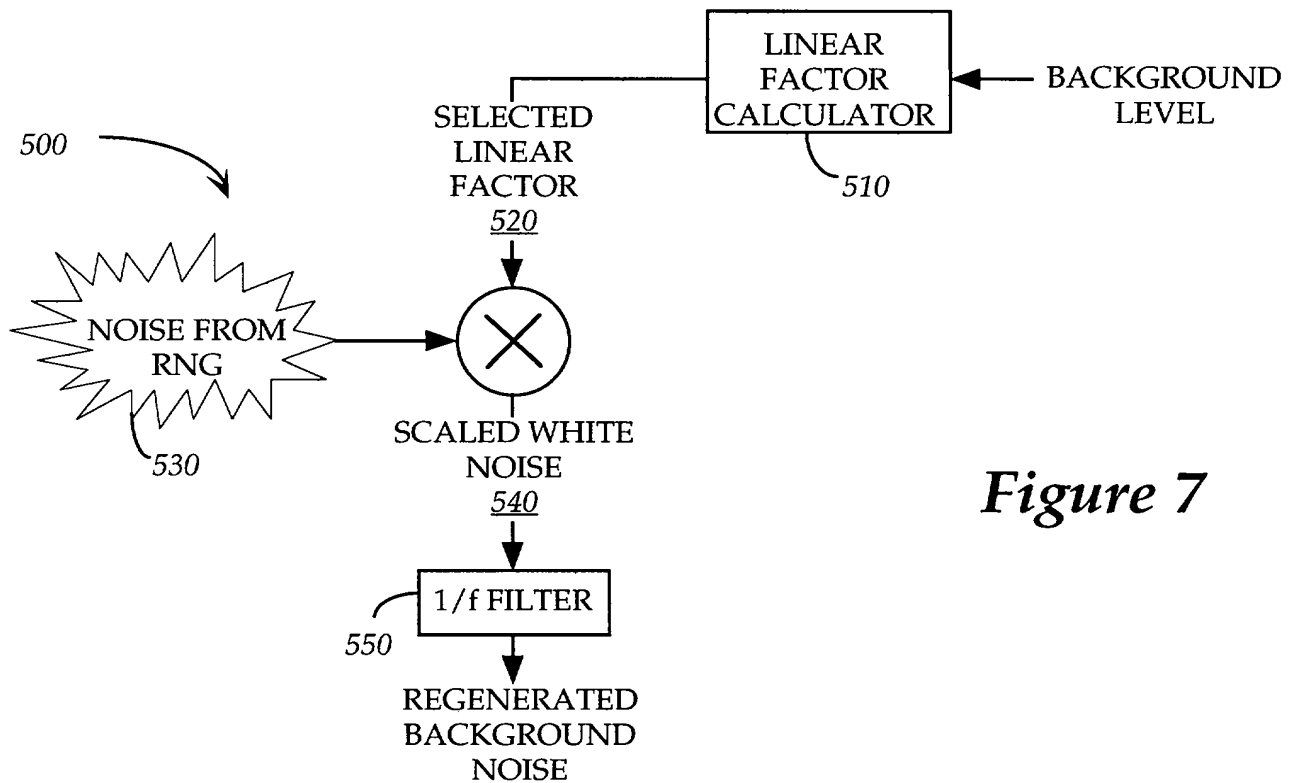 LINEAR
FACTOR
CALCULATOR
BACKGROUND
LEVEL
510
SELECTED
LINEAR
FACTOR
520
500
NOISE FROM
RNG
530
SCALED WHITE
NOISE
540
1/f FILTER
550
REGENERATED
BACKGROUND
NOISE
Figure 7